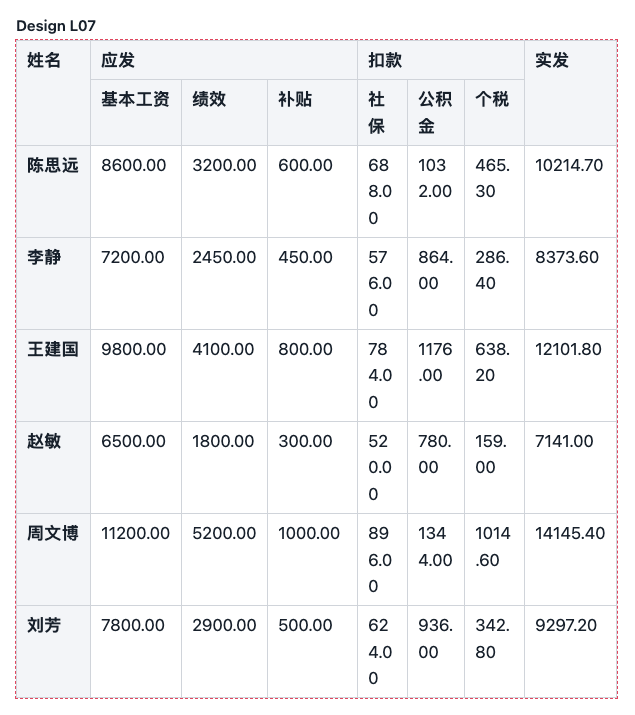 Design L07
姓名 应发 扣款 实发
基本工资 绩效 补贴 社保 公积金 个税
陈思远 8600.00 3200.00 600.00 688.00 1032.00 465.30 10214.70
李静 7200.00 2450.00 450.00 576.00 864.00 286.40 8373.60
王建国 9800.00 4100.00 800.00 784.00 1176.00 638.20 12101.80
赵敏 6500.00 1800.00 300.00 520.00 780.00 159.00 7141.00
周文博 11200.00 5200.00 1000.00 896.00 1344.00 1014.60 14145.40
刘芳 7800.00 2900.00 500.00 624.00 936.00 342.80 9297.20